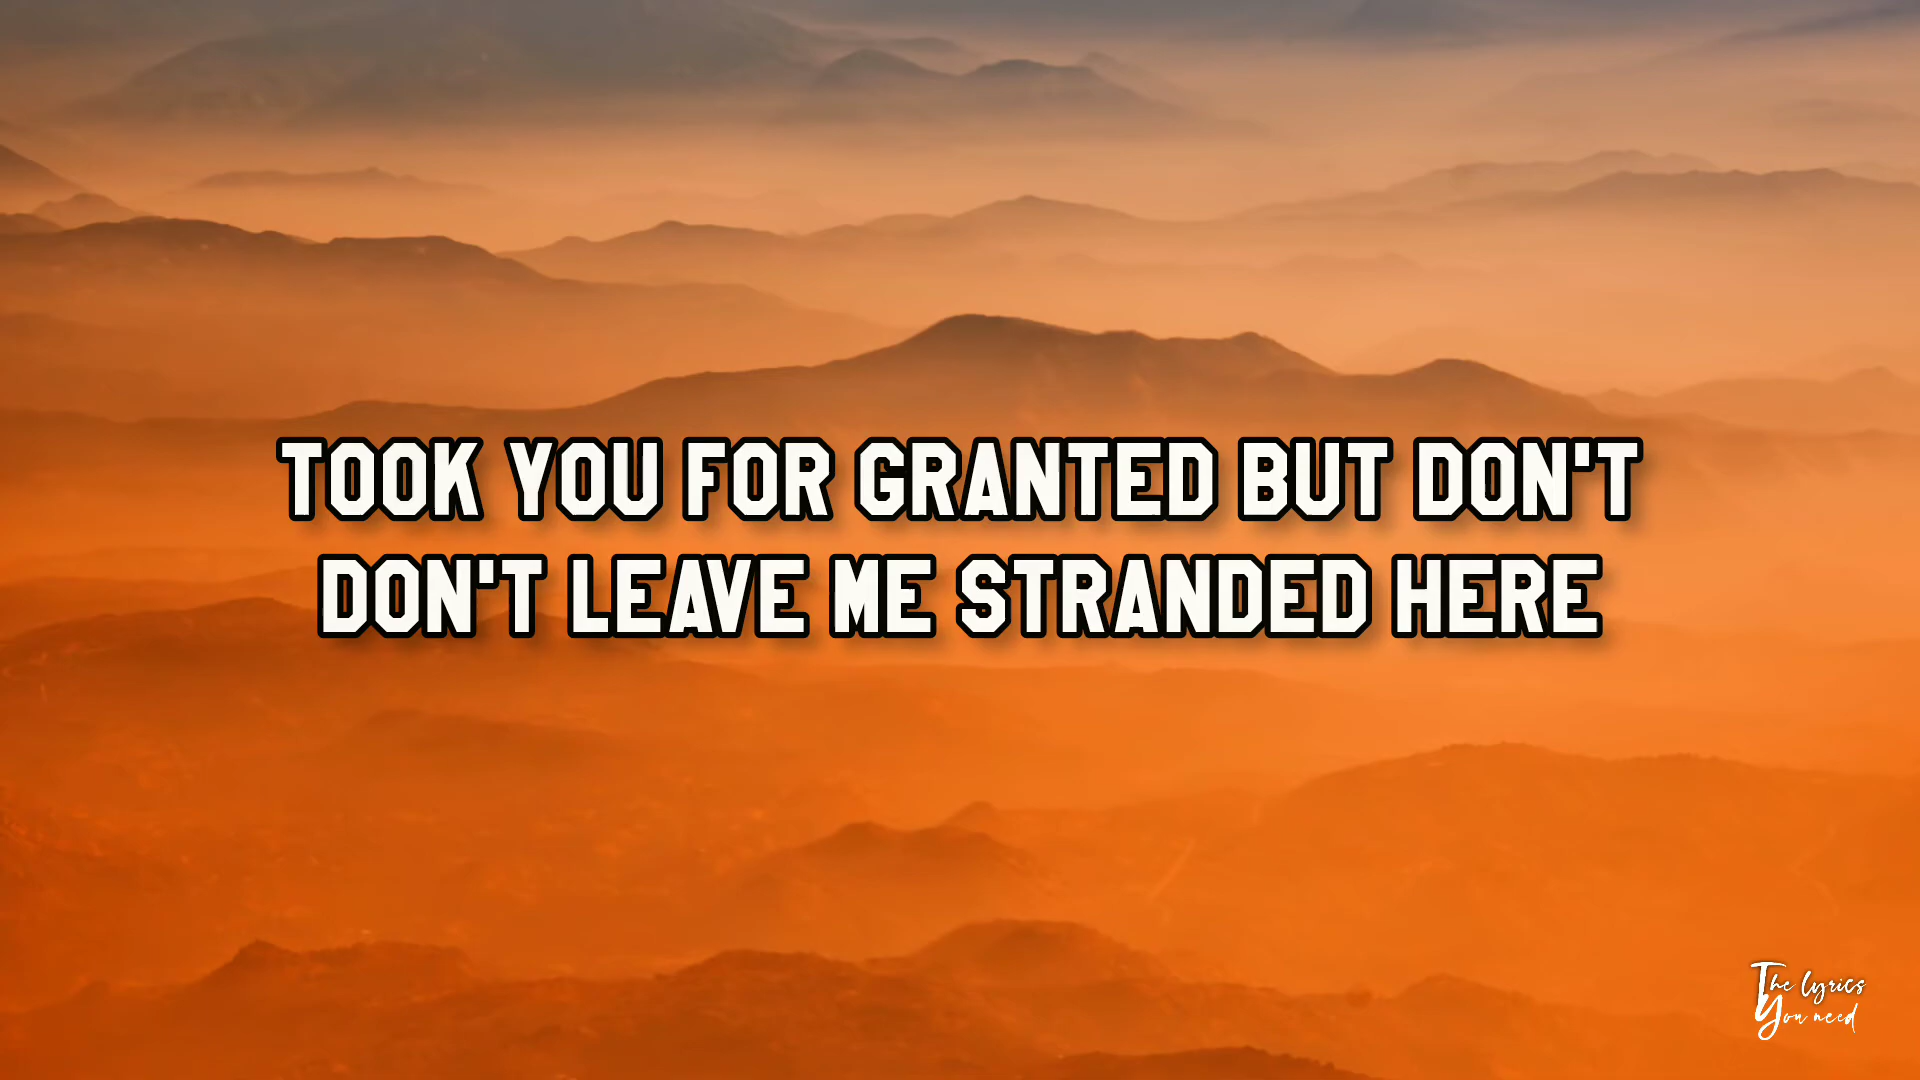 TOOK YOU FOR GRANTED BUT DON'T
DON'T LEAVE ME STRANDED HERE
The lyrics
You need